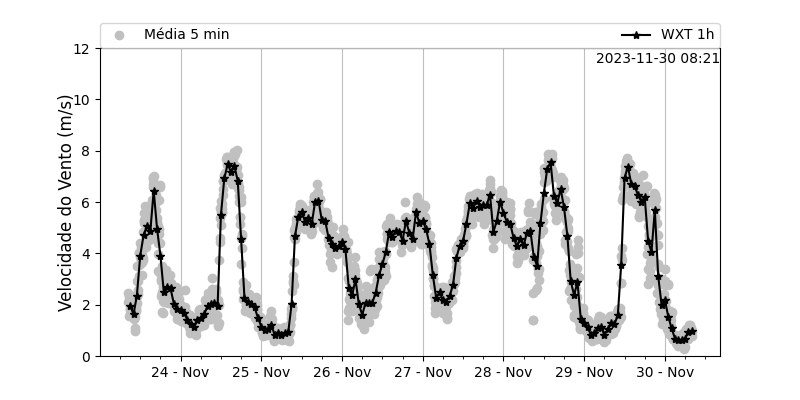 Média 5 min
WXT 1h
2023-11-30 08:21
Velocidade do Vento (m/s)
12
10
8
6
4
2
0
24 - Nov
25 - Nov
26 - Nov
27 - Nov
28 - Nov
29 - Nov
30 - Nov